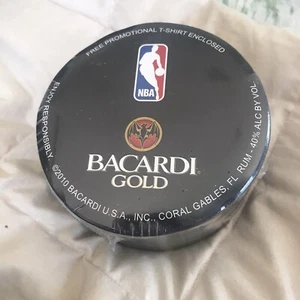 FREE PROMOTIONAL T-SHIRT ENCLOSED
NBA
BACARDI
GOLD
ENJOY RESPONSIBLY.
©2010 BACARDI U.S.A., INC., CORAL GABLES, FL RUM - 40% ALC BY VOL